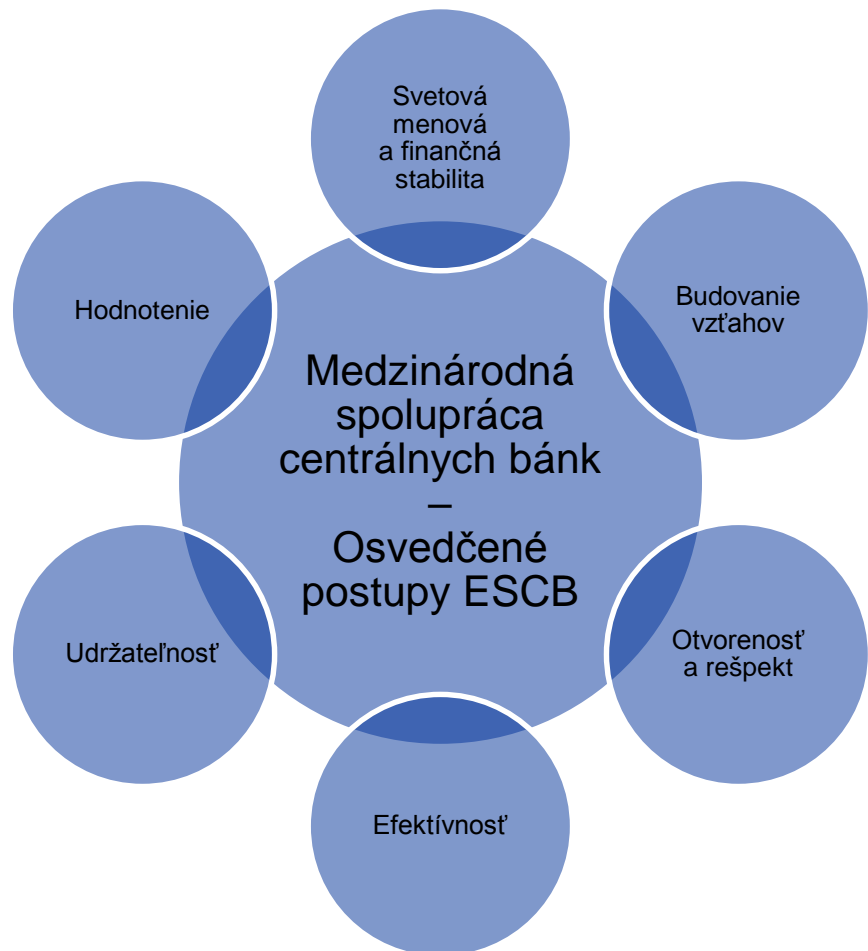 Svetová
menová
a finančná
stabilita
Hodnotenie
Budovanie
vzťahov
Medzinárodná
spolupráca
centrálnych bánk
–
Osvedčené
postupy ESCB
Udržateľnosť
Otvorenosť
a rešpekt
Efektívnosť